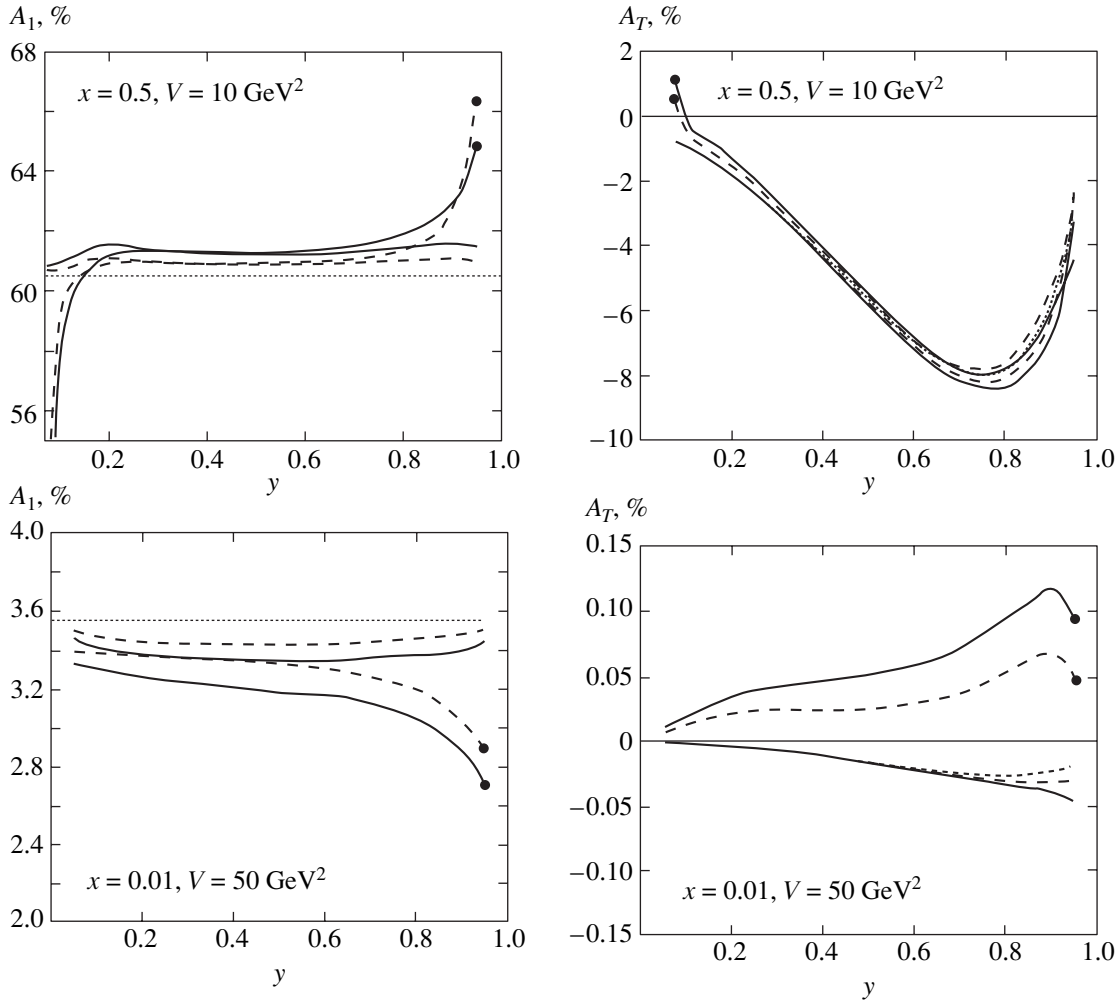 A₁, %
68
64
60
56
x = 0.5, V = 10 GeV²
0.2 0.4 0.6 0.8 1.0
y
A_T, %
2
0
−2
−4
−6
−8
−10
x = 0.5, V = 10 GeV²
0.2 0.4 0.6 0.8 1.0
y
A₁, %
4.0
3.6
3.2
2.8
2.4
2.0
x = 0.01, V = 50 GeV²
0.2 0.4 0.6 0.8 1.0
y
A_T, %
0.15
0.10
0.05
0
−0.05
−0.10
−0.15
x = 0.01, V = 50 GeV²
0.2 0.4 0.6 0.8 1.0
y